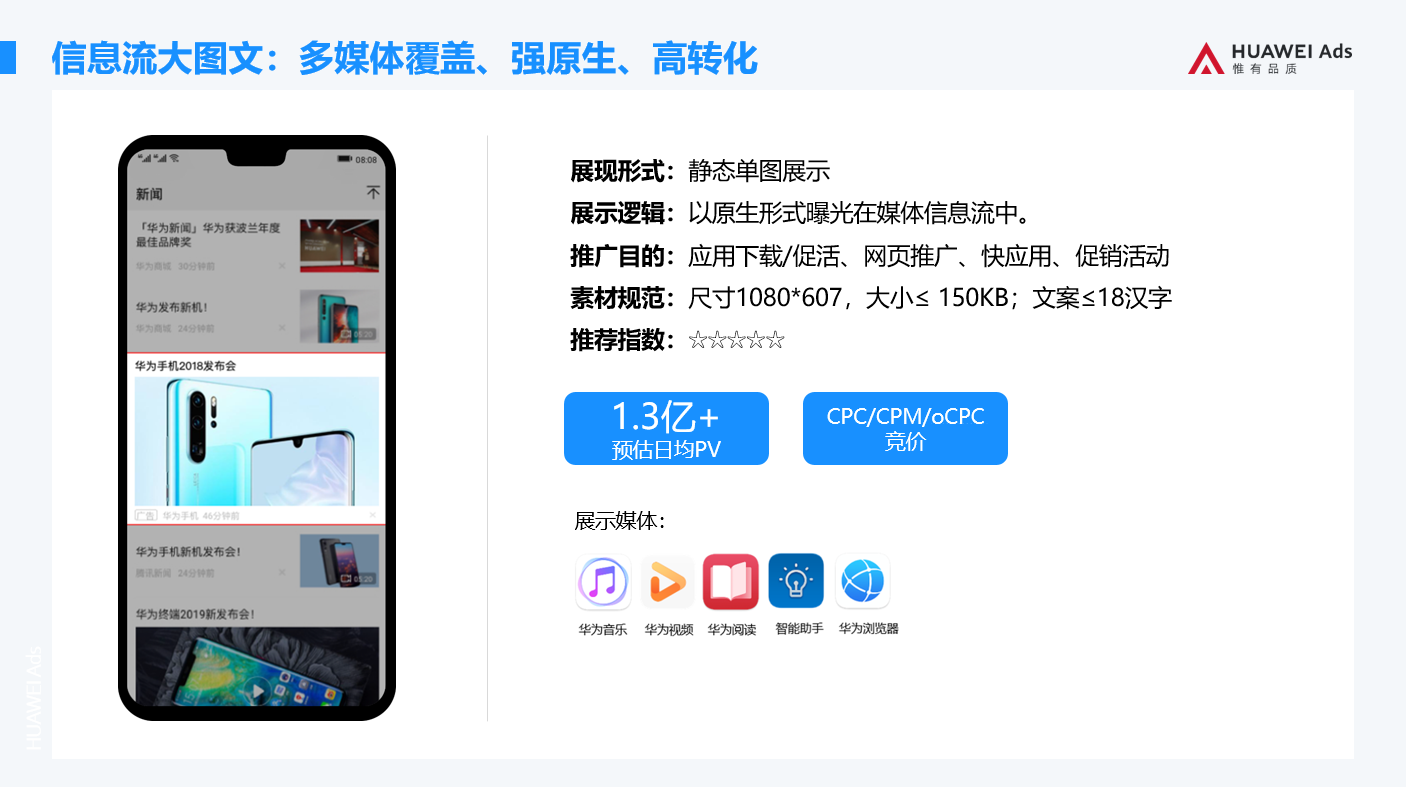 信息流大图文：多媒体覆盖、强原生、高转化
HUAWEI Ads
惟有品质
08:08
新闻
「华为新闻」华为获波兰年度
最佳品牌奖
华为商城 30分钟前
华为发布新机！
华为商城 24分钟前
05:20
华为手机2018发布会
广告 华为手机 46分钟前
华为手机新机发布会！
腾讯新闻 24分钟前
05:20
华为终端2019新发布会！
展现形式：静态单图展示
展示逻辑：以原生形式曝光在媒体信息流中。
推广目的：应用下载/促活、网页推广、快应用、促销活动
素材规范：尺寸1080*607，大小≤ 150KB；文案≤18汉字
推荐指数：☆☆☆☆☆
1.3亿+
预估日均PV
CPC/CPM/oCPC
竞价
展示媒体：
华为音乐
华为视频
华为阅读
智能助手
华为浏览器
HUAWEI Ads